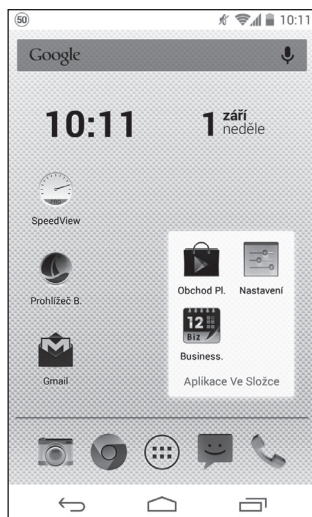 50 10:11
Google
10:11
1 září
neděle
SpeedView
Prohlížeč B.
Gmail
Obchod Pl. Nastavení
12
Biz
Business.
Aplikace Ve Složce